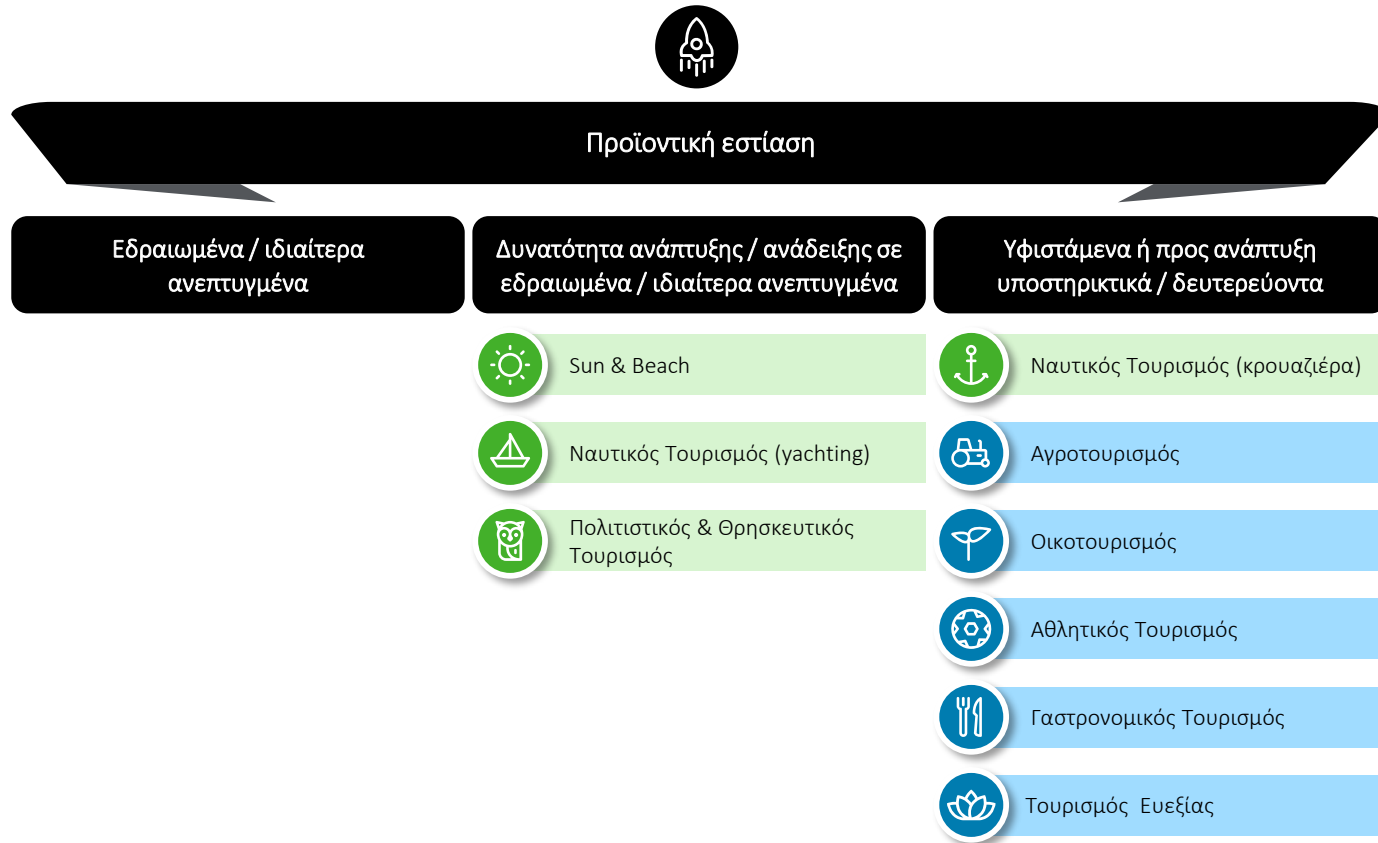 Προϊοντική εστίαση
Εδραιωμένα / ιδιαίτερα
ανεπτυγμένα
Δυνατότητα ανάπτυξης / ανάδειξης σε
εδραιωμένα / ιδιαίτερα ανεπτυγμένα
Sun & Beach
Ναυτικός Τουρισμός (yachting)
Πολιτιστικός & Θρησκευτικός
Τουρισμός
Υφιστάμενα ή προς ανάπτυξη
υποστηρικτικά / δευτερεύοντα
Ναυτικός Τουρισμός (κρουαζιέρα)
Αγροτουρισμός
Οικοτουρισμός
Αθλητικός Τουρισμός
Γαστρονομικός Τουρισμός
Τουρισμός Ευεξίας